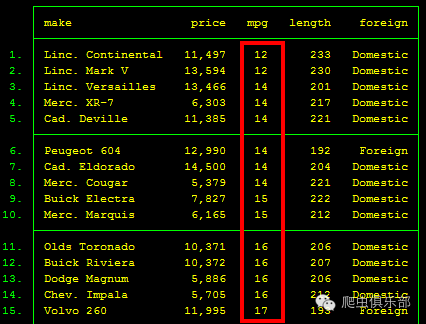 make price mpg length foreign
1. Linc. Continental 11,497 12 233 Domestic
2. Linc. Mark V 13,594 12 230 Domestic
3. Linc. Versailles 13,466 14 201 Domestic
4. Merc. XR-7 6,303 14 217 Domestic
5. Cad. Deville 11,385 14 221 Domestic
6. Peugeot 604 12,990 14 192 Foreign
7. Cad. Eldorado 14,500 14 204 Domestic
8. Merc. Cougar 5,379 14 221 Domestic
9. Buick Electra 7,827 15 222 Domestic
10. Merc. Marquis 6,165 15 212 Domestic
11. Olds Toronado 10,371 16 206 Domestic
12. Buick Riviera 10,372 16 207 Domestic
13. Dodge Magnum 5,886 16 206 Domestic
14. Chev. Impala 5,705 16 212 Domestic
15. Volvo 260 11,995 17 193 Foreign
爬虫俱乐部